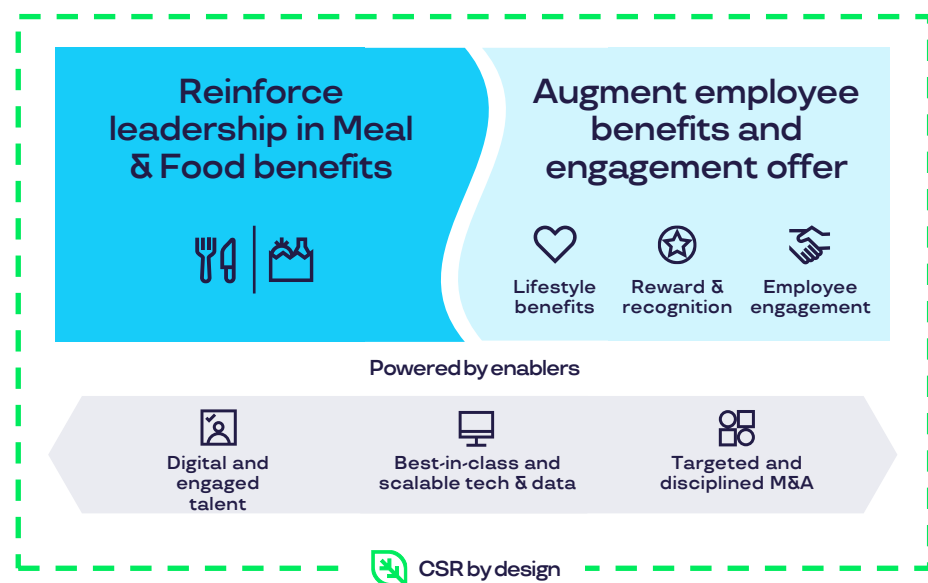 Reinforce
leadership in Meal
& Food benefits
Augment employee
benefits and
engagement offer
Lifestyle
benefits
Reward &
recognition
Employee
engagement
Powered by enablers
Digital and
engaged
talent
Best-in-class and
scalable tech & data
Targeted and
disciplined M&A
CSR by design